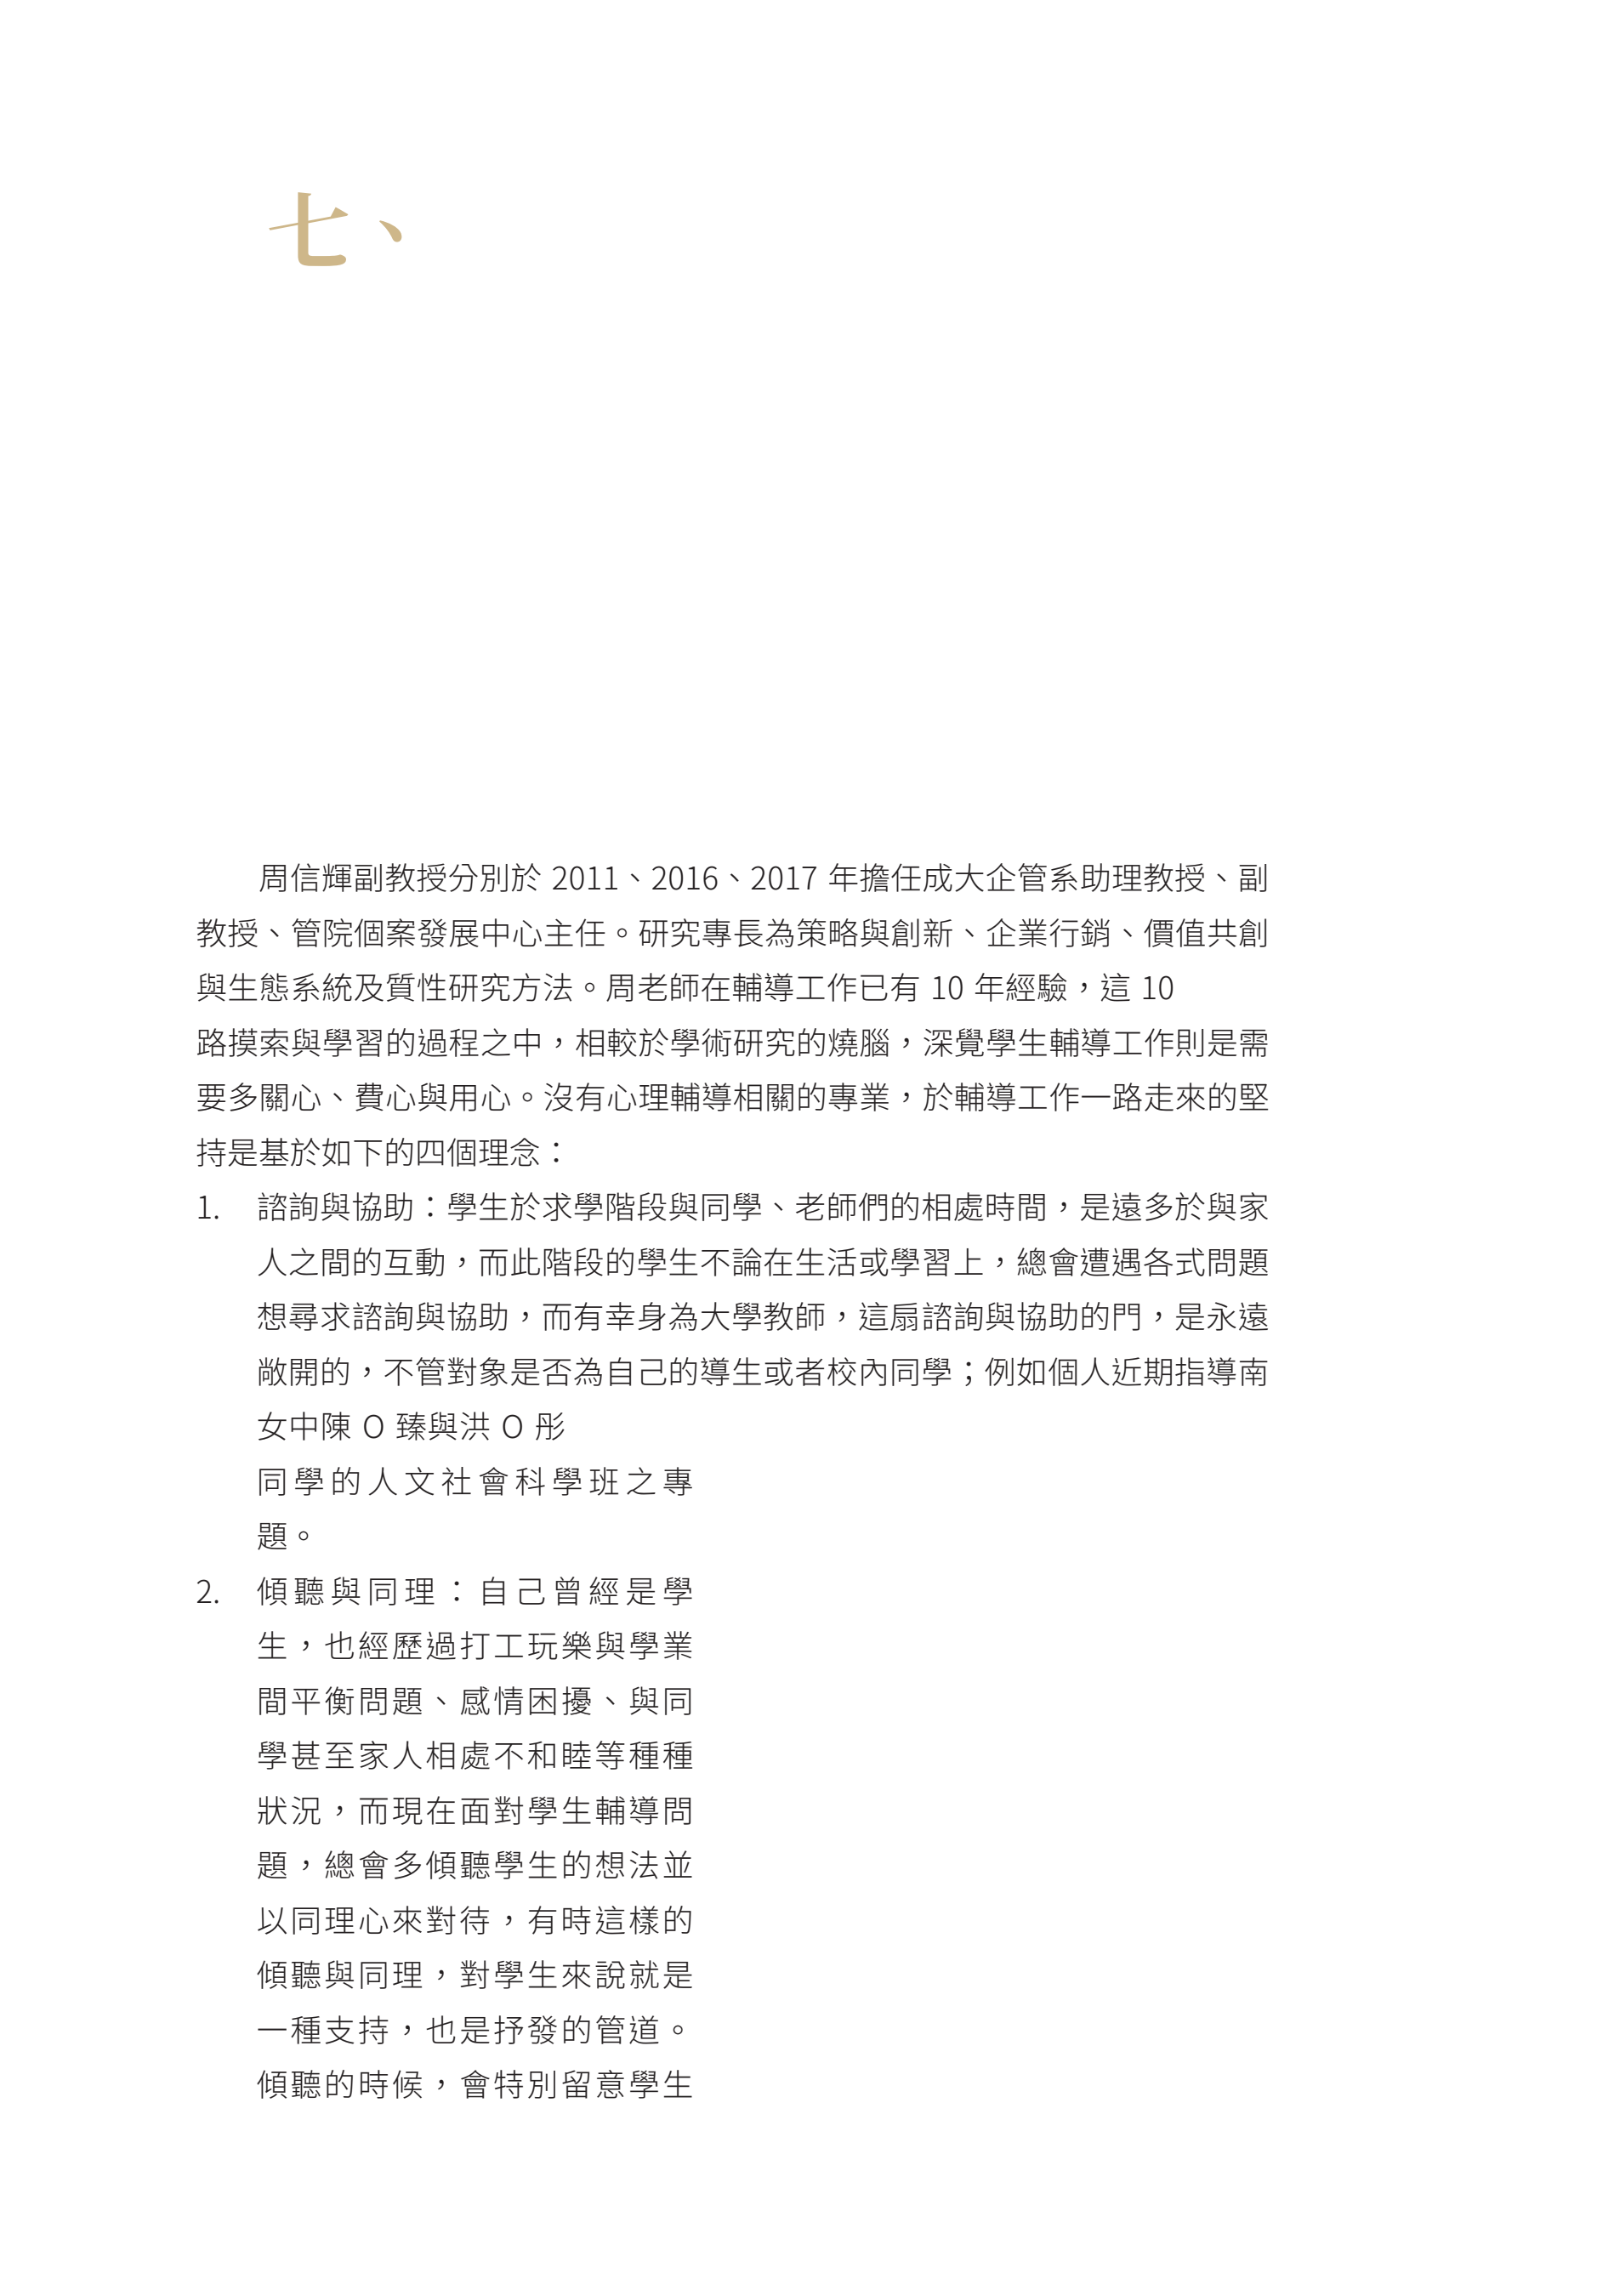 七、
周信輝副教授分別於 2011、2016、2017 年擔任成大企管系助理教授、副
教授、管院個案發展中心主任。研究專長為策略與創新、企業行銷、價值共創
與生態系統及質性研究方法。周老師在輔導工作已有 10 年經驗，這 10
路摸索與學習的過程之中，相較於學術研究的燒腦，深覺學生輔導工作則是需
要多關心、費心與用心。沒有心理輔導相關的專業，於輔導工作一路走來的堅
持是基於如下的四個理念：
1. 諮詢與協助：學生於求學階段與同學、老師們的相處時間，是遠多於與家
人之間的互動，而此階段的學生不論在生活或學習上，總會遭遇各式問題
想尋求諮詢與協助，而有幸身為大學教師，這扇諮詢與協助的門，是永遠
敞開的，不管對象是否為自己的導生或者校內同學；例如個人近期指導南
女中陳 O 臻與洪 O 彤
同學的人文社會科學班之專
題。
2. 傾聽與同理：自己曾經是學
生，也經歷過打工玩樂與學業
間平衡問題、感情困擾、與同
學甚至家人相處不和睦等種種
狀況，而現在面對學生輔導問
題，總會多傾聽學生的想法並
以同理心來對待，有時這樣的
傾聽與同理，對學生來說就是
一種支持，也是抒發的管道。
傾聽的時候，會特別留意學生